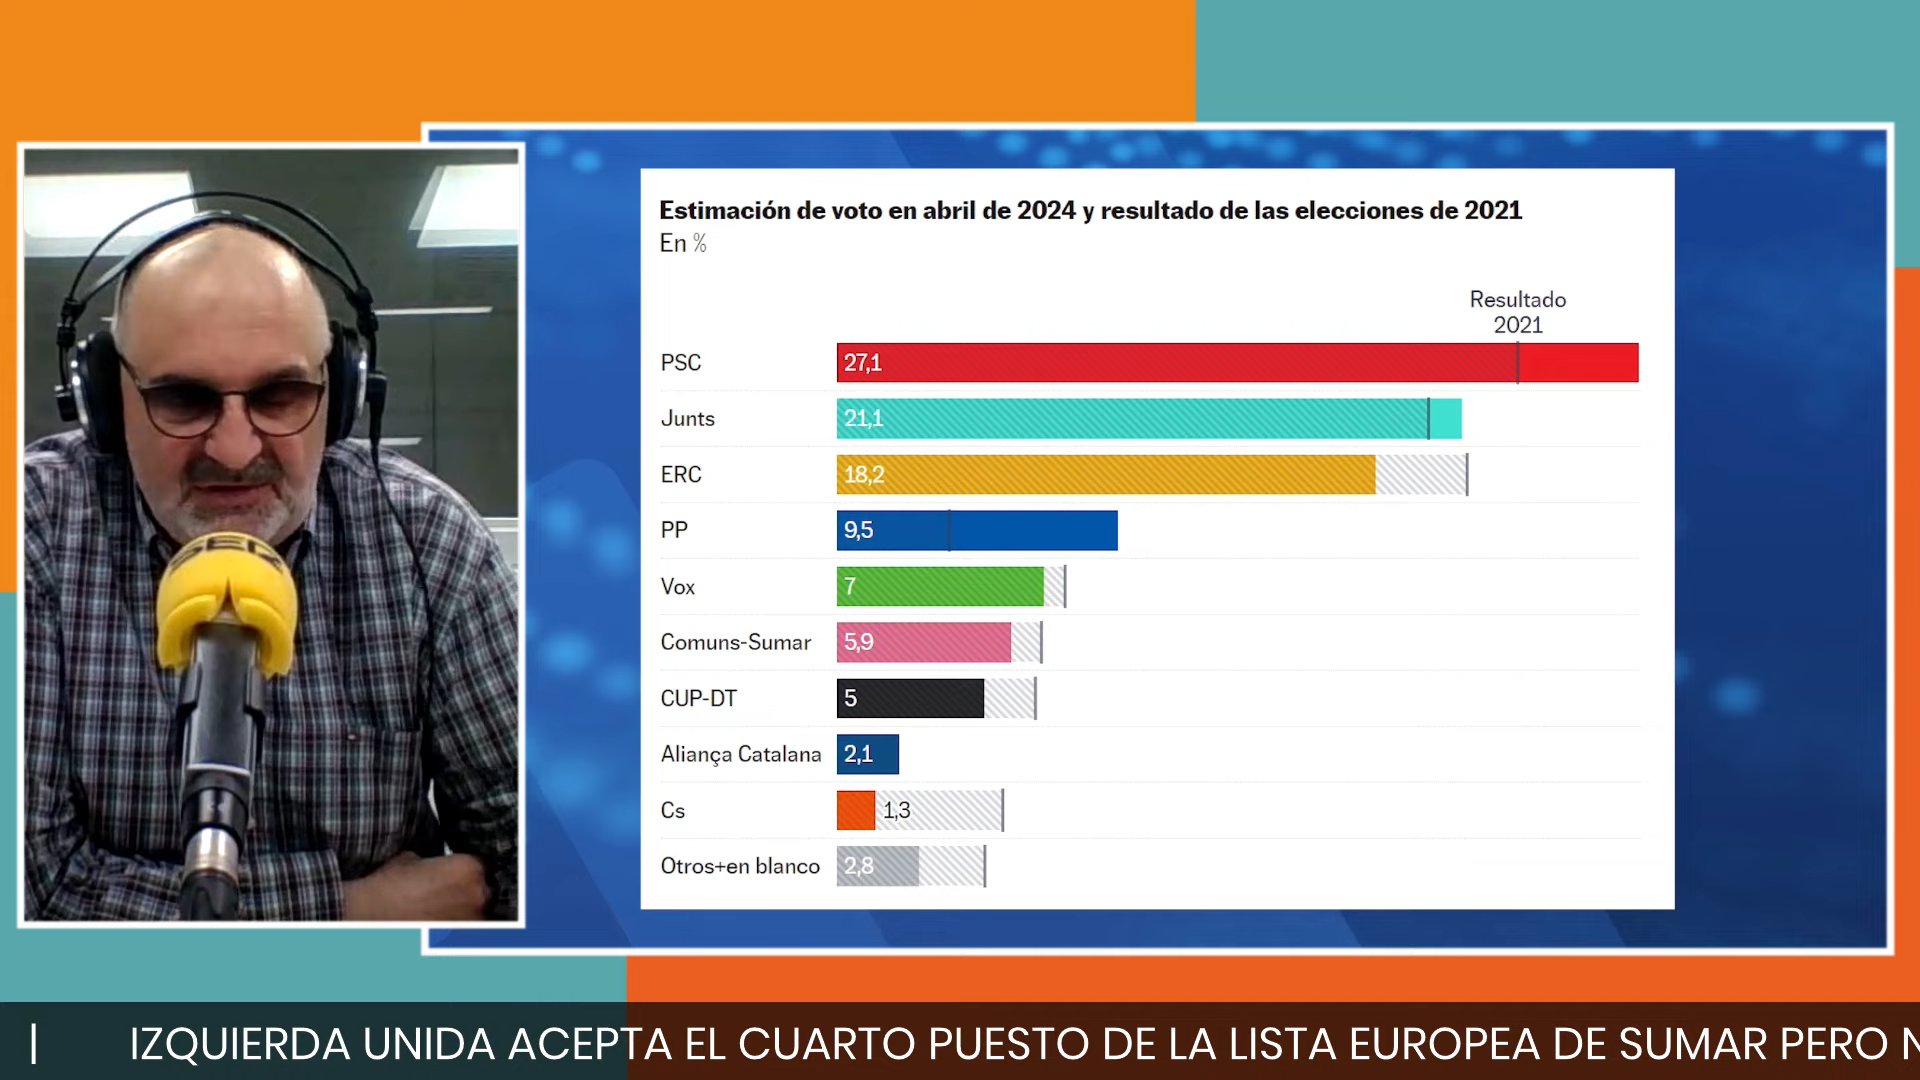 Estimación de voto en abril de 2024 y resultado de las elecciones de 2021
En %
Resultado
2021
PSC 27,1
Junts 21,1
ERC 18,2
PP 9,5
Vox 7
Comuns-Sumar 5,9
CUP-DT 5
Aliança Catalana 2,1
Cs 1,3
Otros+en blanco 2,8
SER
| IZQUIERDA UNIDA ACEPTA EL CUARTO PUESTO DE LA LISTA EUROPEA DE SUMAR PERO